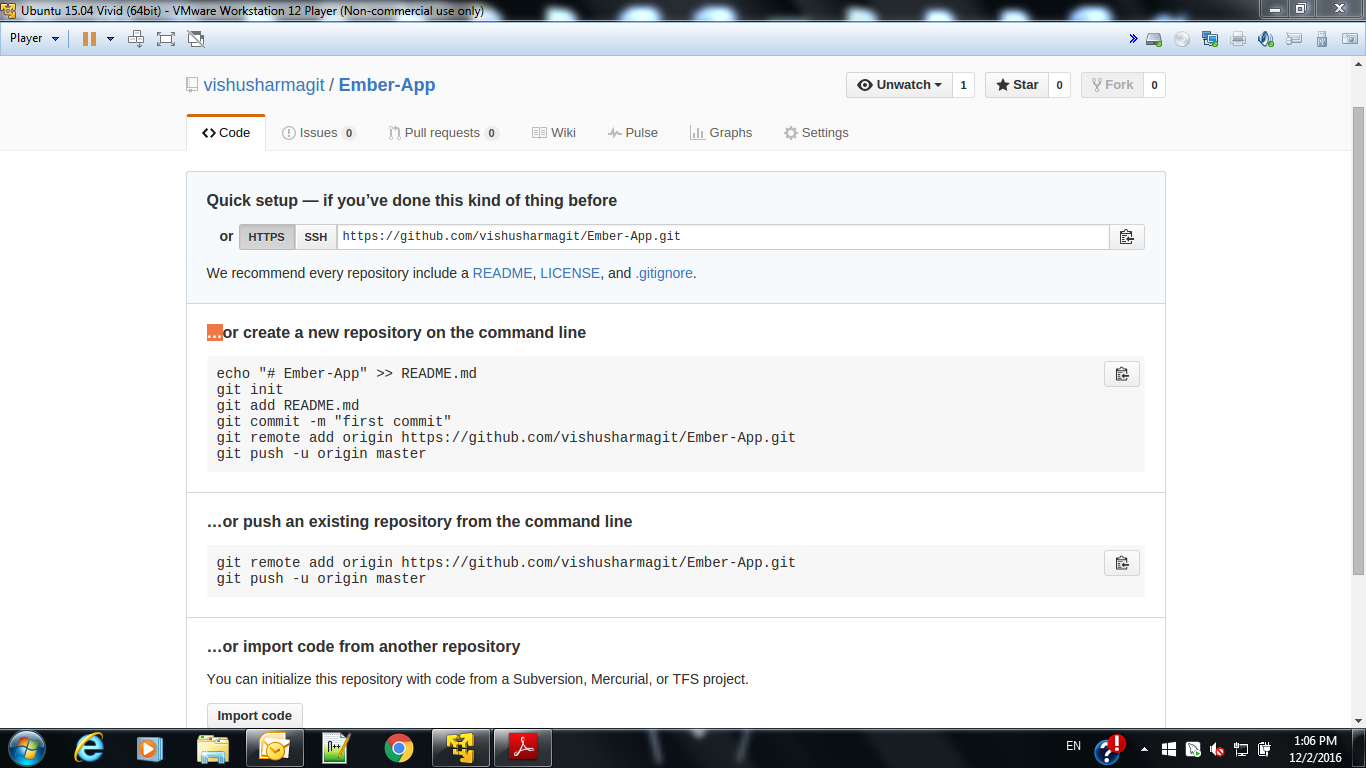 Ubuntu 15.04 Vivid (64bit) - VMware Workstation 12 Player (Non-commercial use only)
Player
vishusharmagit / Ember-App
Unwatch 1 Star 0 Fork 0
Code Issues 0 Pull requests 0 Wiki Pulse Graphs Settings
Quick setup — if you’ve done this kind of thing before
or HTTPS SSH https://github.com/vishusharmagit/Ember-App.git
We recommend every repository include a README, LICENSE, and .gitignore.
…or create a new repository on the command line
echo "# Ember-App" >> README.md
git init
git add README.md
git commit -m "first commit"
git remote add origin https://github.com/vishusharmagit/Ember-App.git
git push -u origin master
…or push an existing repository from the command line
git remote add origin https://github.com/vishusharmagit/Ember-App.git
git push -u origin master
…or import code from another repository
You can initialize this repository with code from a Subversion, Mercurial, or TFS project.
Import code
EN
1:06 PM
12/2/2016